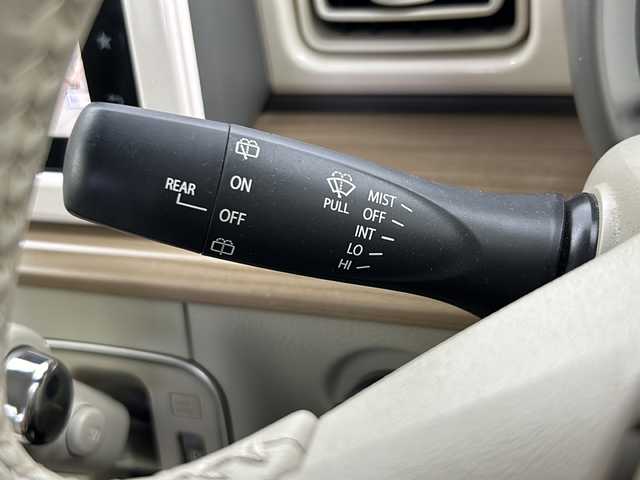 REAR
ON
OFF
PULL
MIST
OFF
INT
LO
HI